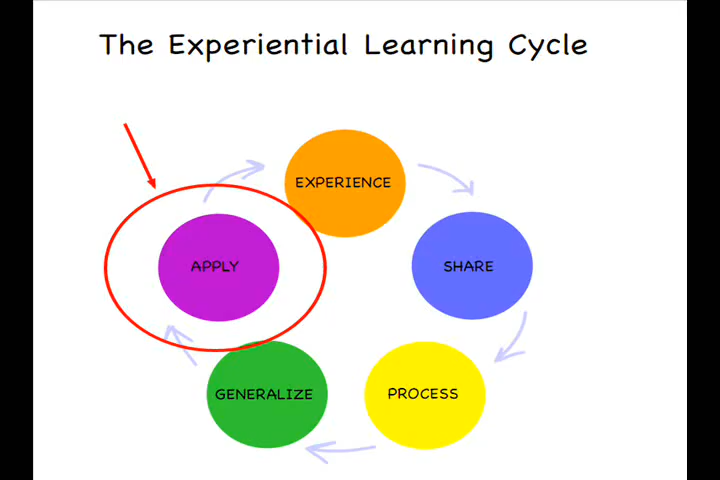 The Experiential Learning Cycle
EXPERIENCE
SHARE
PROCESS
GENERALIZE
APPLY